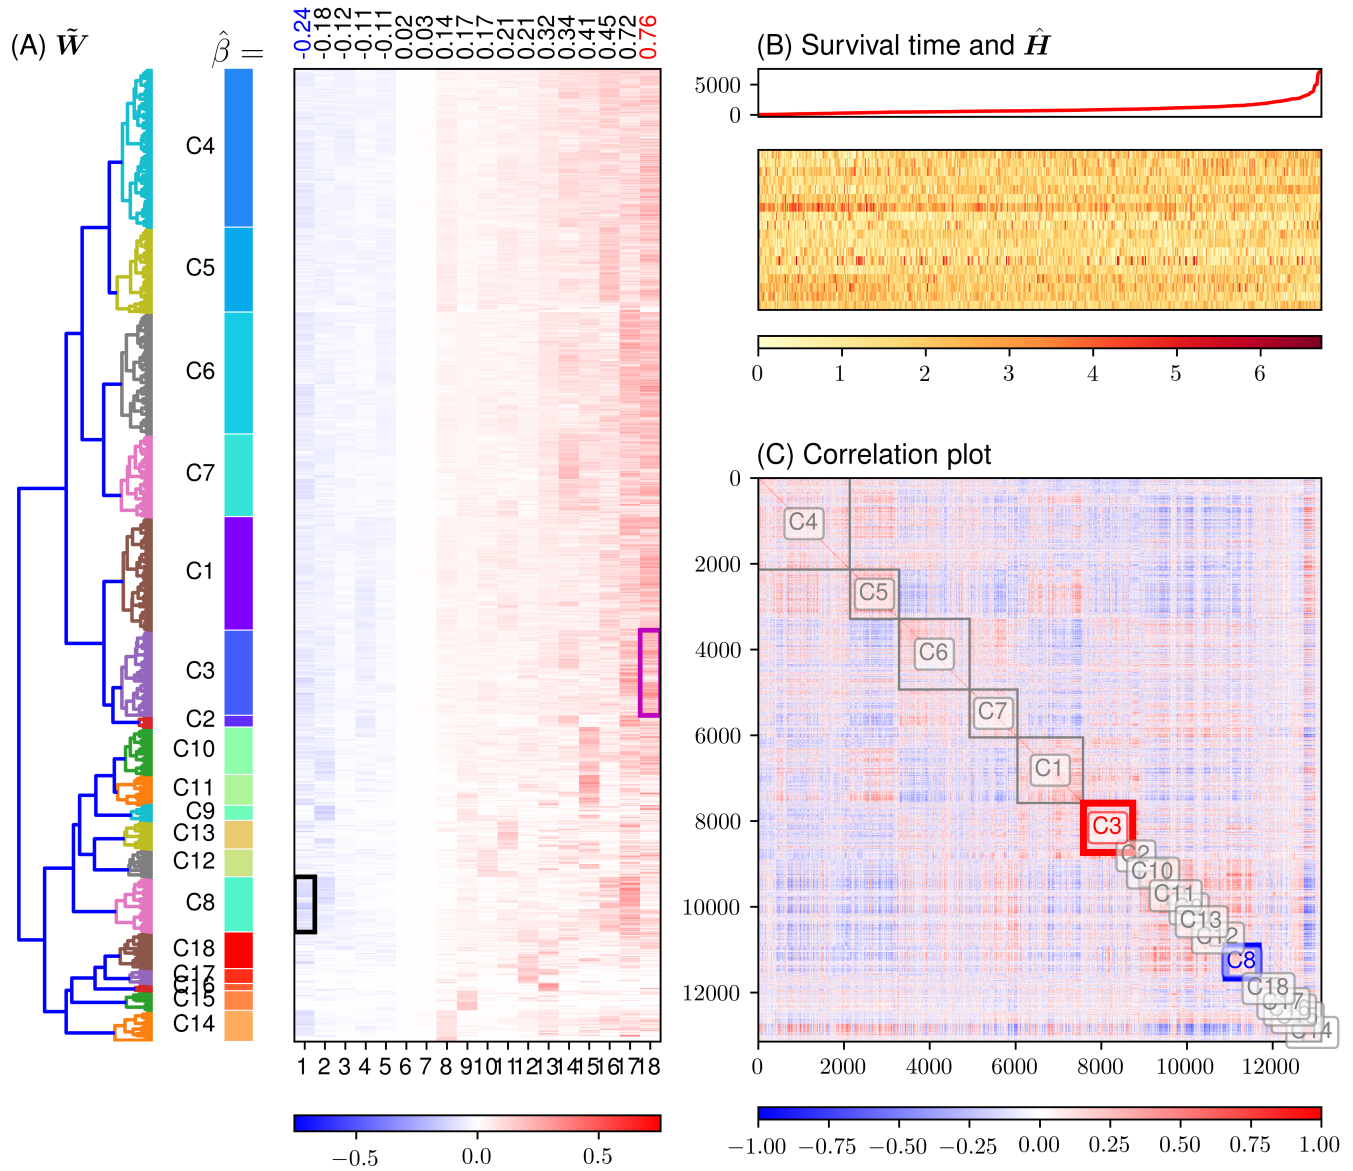 (A) W̃
β̂ =
-0.24
-0.18
-0.12
-0.11
-0.11
0.02
0.03
0.14
0.17
0.17
0.21
0.21
0.32
0.34
0.41
0.45
0.72
0.76
C4
C5
C6
C7
C1
C3
C2
C10
C11
C9
C13
C12
C8
C18
C17
C16
C15
C14
1 2 3 4 5 6 7 8 9 10 11 12 13 14 15 16 17 18
−0.5 0.0 0.5
(B) Survival time and Ĥ
5000
0
0 1 2 3 4 5 6
(C) Correlation plot
0
2000
4000
6000
8000
10000
12000
C4
C5
C6
C7
C1
C3
C2
C10
C11
C13
C12
C8
C18
C17
C14
0 2000 4000 6000 8000 10000 12000
−1.00 −0.75 −0.50 −0.25 0.00 0.25 0.50 0.75 1.00